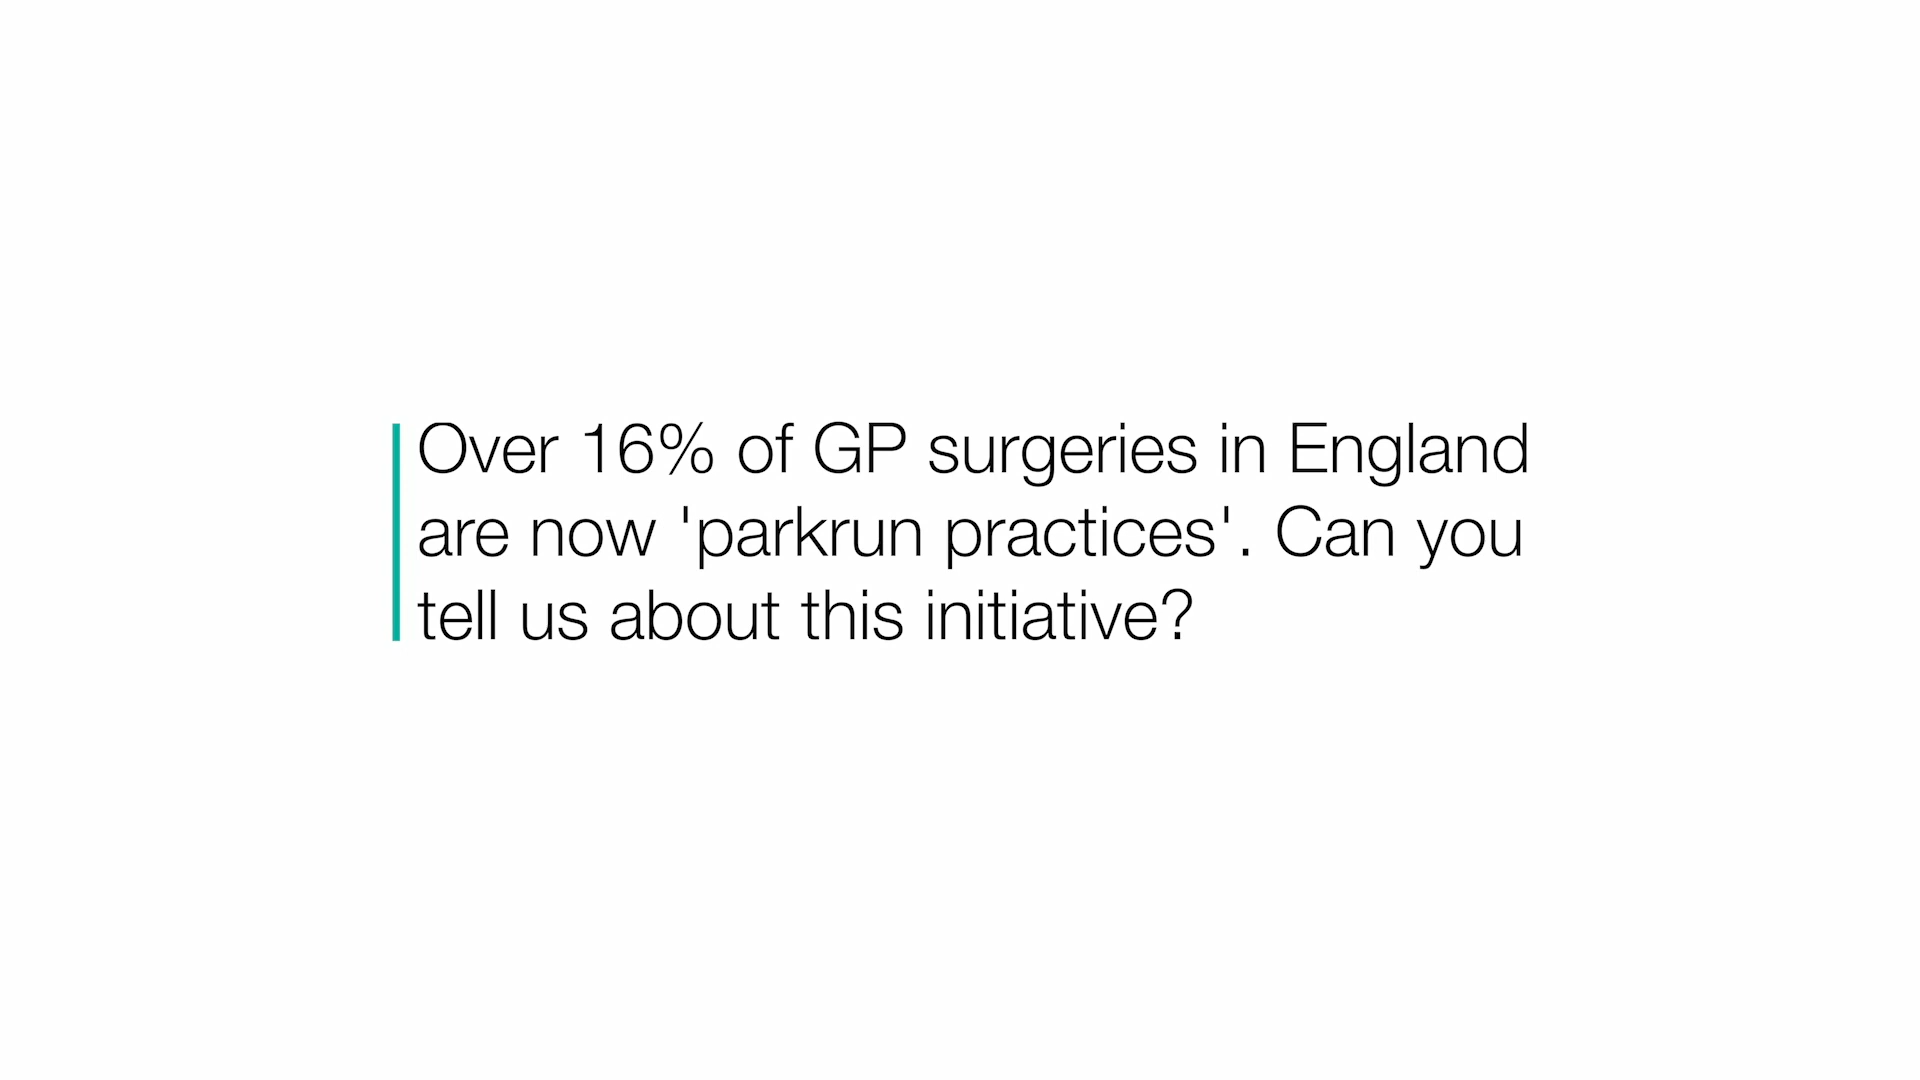 Over 16% of GP surgeries in England
are now 'parkrun practices'. Can you
tell us about this initiative?